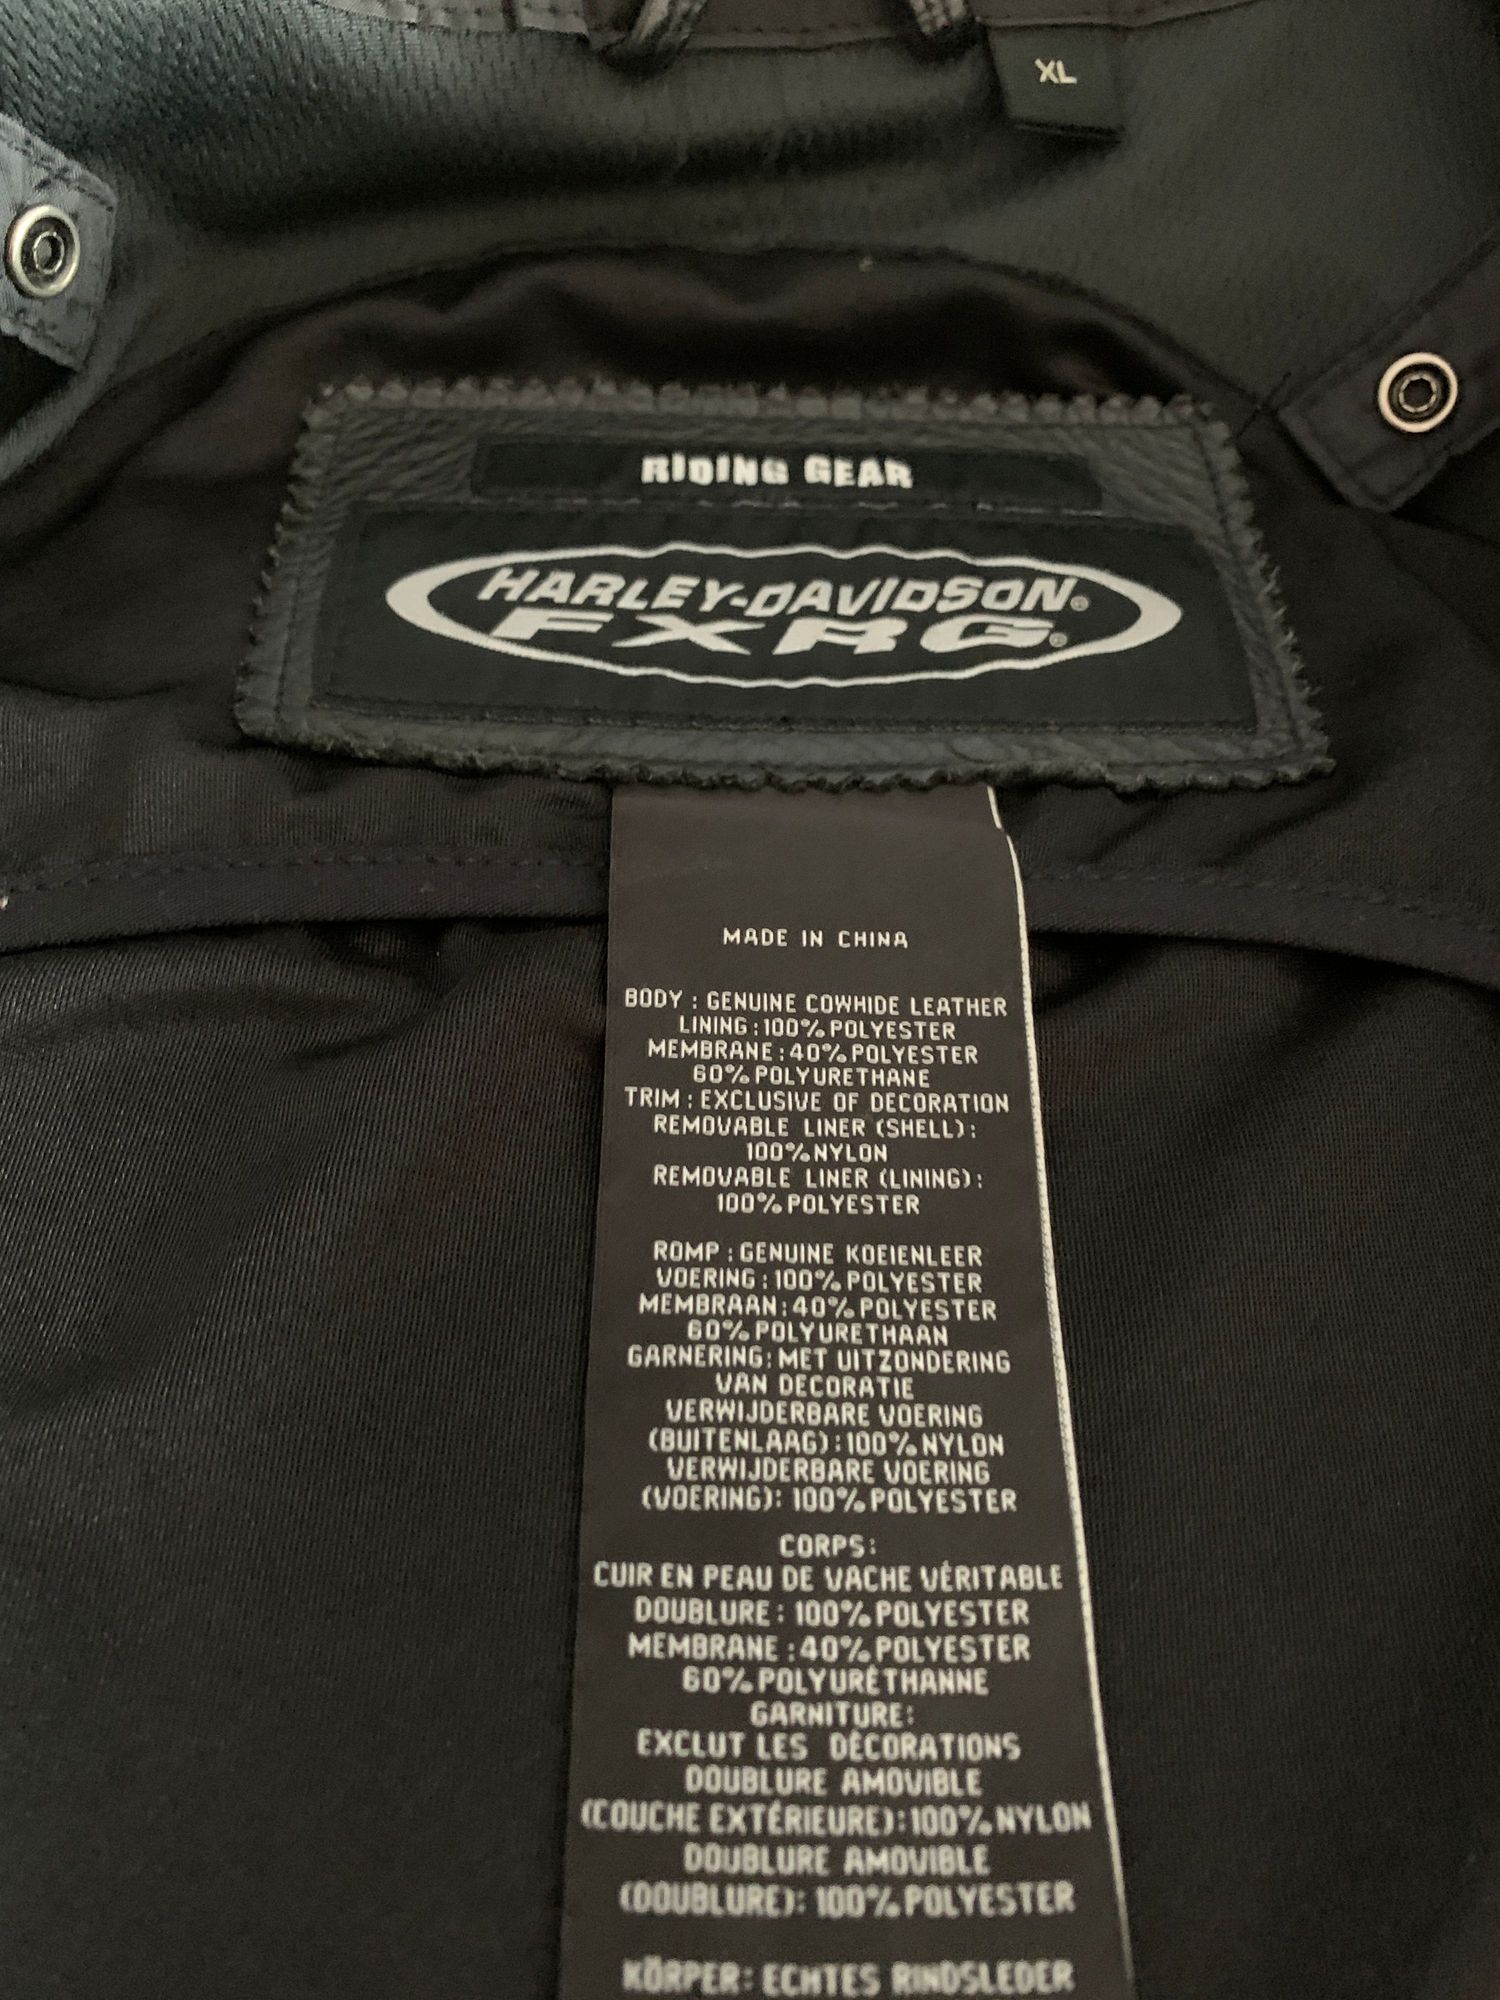 XL
RIDING GEAR
HARLEY-DAVIDSON®
FXRG®
MADE IN CHINA
BODY : GENUINE COWHIDE LEATHER
LINING : 100% POLYESTER
MEMBRANE : 40% POLYESTER
60% POLYURETHANE
TRIM : EXCLUSIVE OF DECORATION
REMOVABLE LINER (SHELL) :
100% NYLON
REMOVABLE LINER (LINING) :
100% POLYESTER
ROMP : GENUINE KOEIENLEER
VOERING : 100% POLYESTER
MEMBRAAN : 40% POLYESTER
60% POLYURETHAAN
GARNERING: MET UITZONDERING
VAN DECORATIE
VERWIJDERBARE VOERING
(BUITENLAAG) : 100% NYLON
VERWIJDERBARE VOERING
(VOERING): 100% POLYESTER
CORPS:
CUIR EN PEAU DE VACHE VÉRITABLE
DOUBLURE : 100% POLYESTER
MEMBRANE : 40% POLYESTER
60% POLYURÉTHANNE
GARNITURE:
EXCLUT LES DÉCORATIONS
DOUBLURE AMOVIBLE
(COUCHE EXTÉRIEURE) : 100% NYLON
DOUBLURE AMOVIBLE
(DOUBLURE): 100% POLYESTER
KÖRPER: ECHTES RINDSLEDER